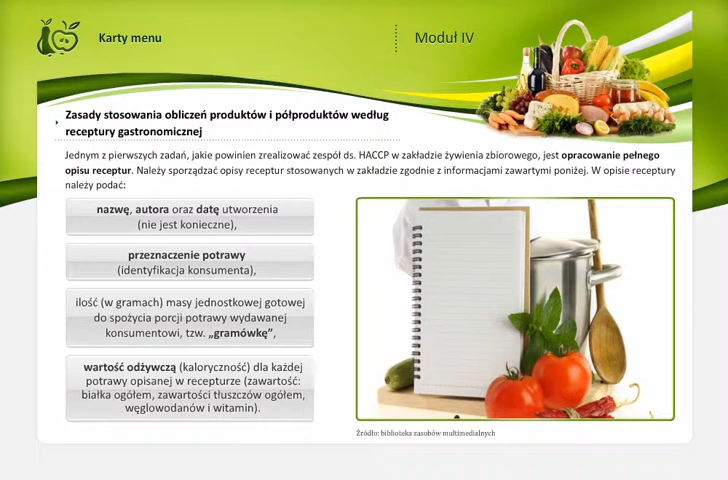 Karty menu
Moduł IV
Zasady stosowania obliczeń produktów i półproduktów według
receptury gastronomicznej
Jednym z pierwszych zadań, jakie powinien zrealizować zespół ds. HACCP w zakładzie żywienia zbiorowego, jest opracowanie pełnego
opisu receptur. Należy sporządzać opisy receptur stosowanych w zakładzie zgodnie z informacjami zawartymi poniżej. W opisie receptury
należy podać:
nazwę, autora oraz datę utworzenia
(nie jest konieczne),
przeznaczenie potrawy
(identyfikacja konsumenta),
ilość (w gramach) masy jednostkowej gotowej
do spożycia porcji potrawy wydawanej
konsumentowi, tzw. „gramówkę”,
wartość odżywczą (kaloryczność) dla każdej
potrawy opisanej w recepturze (zawartość:
białka ogółem, zawartości tłuszczów ogółem,
węglowodanów i witamin).
Źródło: biblioteka zasobów multimedialnych